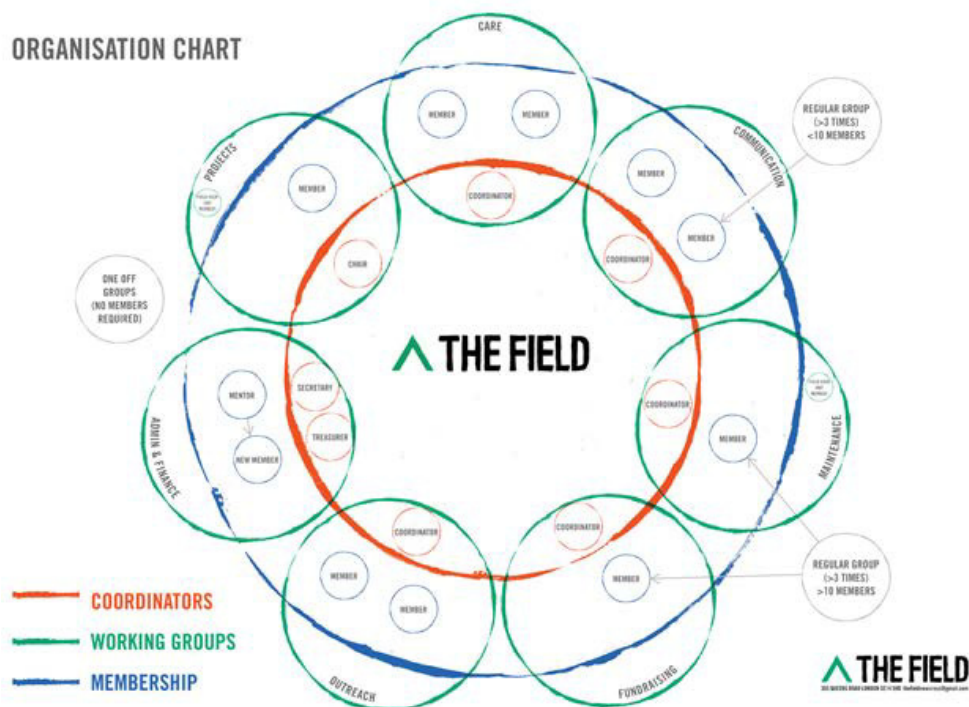 ORGANISATION CHART
CARE
MEMBER
MEMBER
COORDINATOR
PROJECTS
MEMBER
CHAIR
COMMUNICATION
MEMBER
MEMBER
COORDINATOR
REGULAR GROUP
(>3 TIMES)
<10 MEMBERS
ONE OFF
GROUPS
(NO MEMBERS
REQUIRED)
THE FIELD
ADMIN & FINANCE
MENTOR
NEW MEMBER
SECRETARY
TREASURER
MAINTENANCE
COORDINATOR
MEMBER
OUTREACH
COORDINATOR
MEMBER
MEMBER
FUNDRAISING
COORDINATOR
MEMBER
REGULAR GROUP
(>3 TIMES)
>10 MEMBERS
COORDINATORS
WORKING GROUPS
MEMBERSHIP
THE FIELD